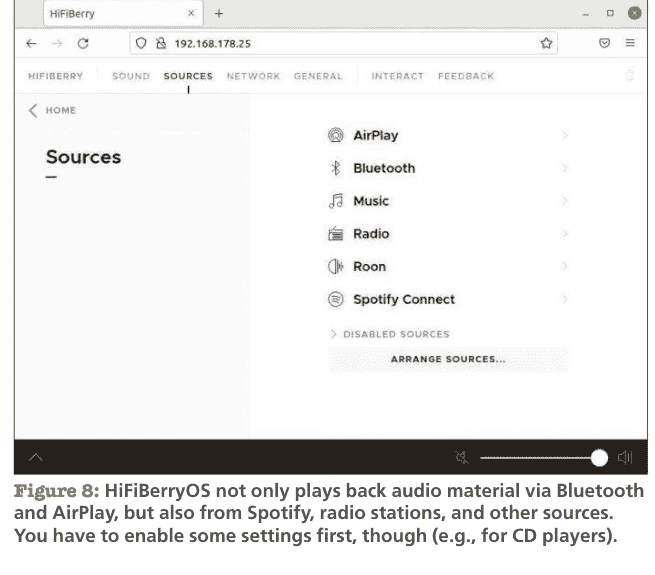 HiFiBerry
192.168.178.25
HIFIBERRY SOUND SOURCES NETWORK GENERAL INTERACT FEEDBACK
HOME
Sources
AirPlay
Bluetooth
Music
Radio
Roon
Spotify Connect
DISABLED SOURCES
ARRANGE SOURCES...
Figure 8: HiFiBerryOS not only plays back audio material via Bluetooth
and AirPlay, but also from Spotify, radio stations, and other sources.
You have to enable some settings first, though (e.g., for CD players).